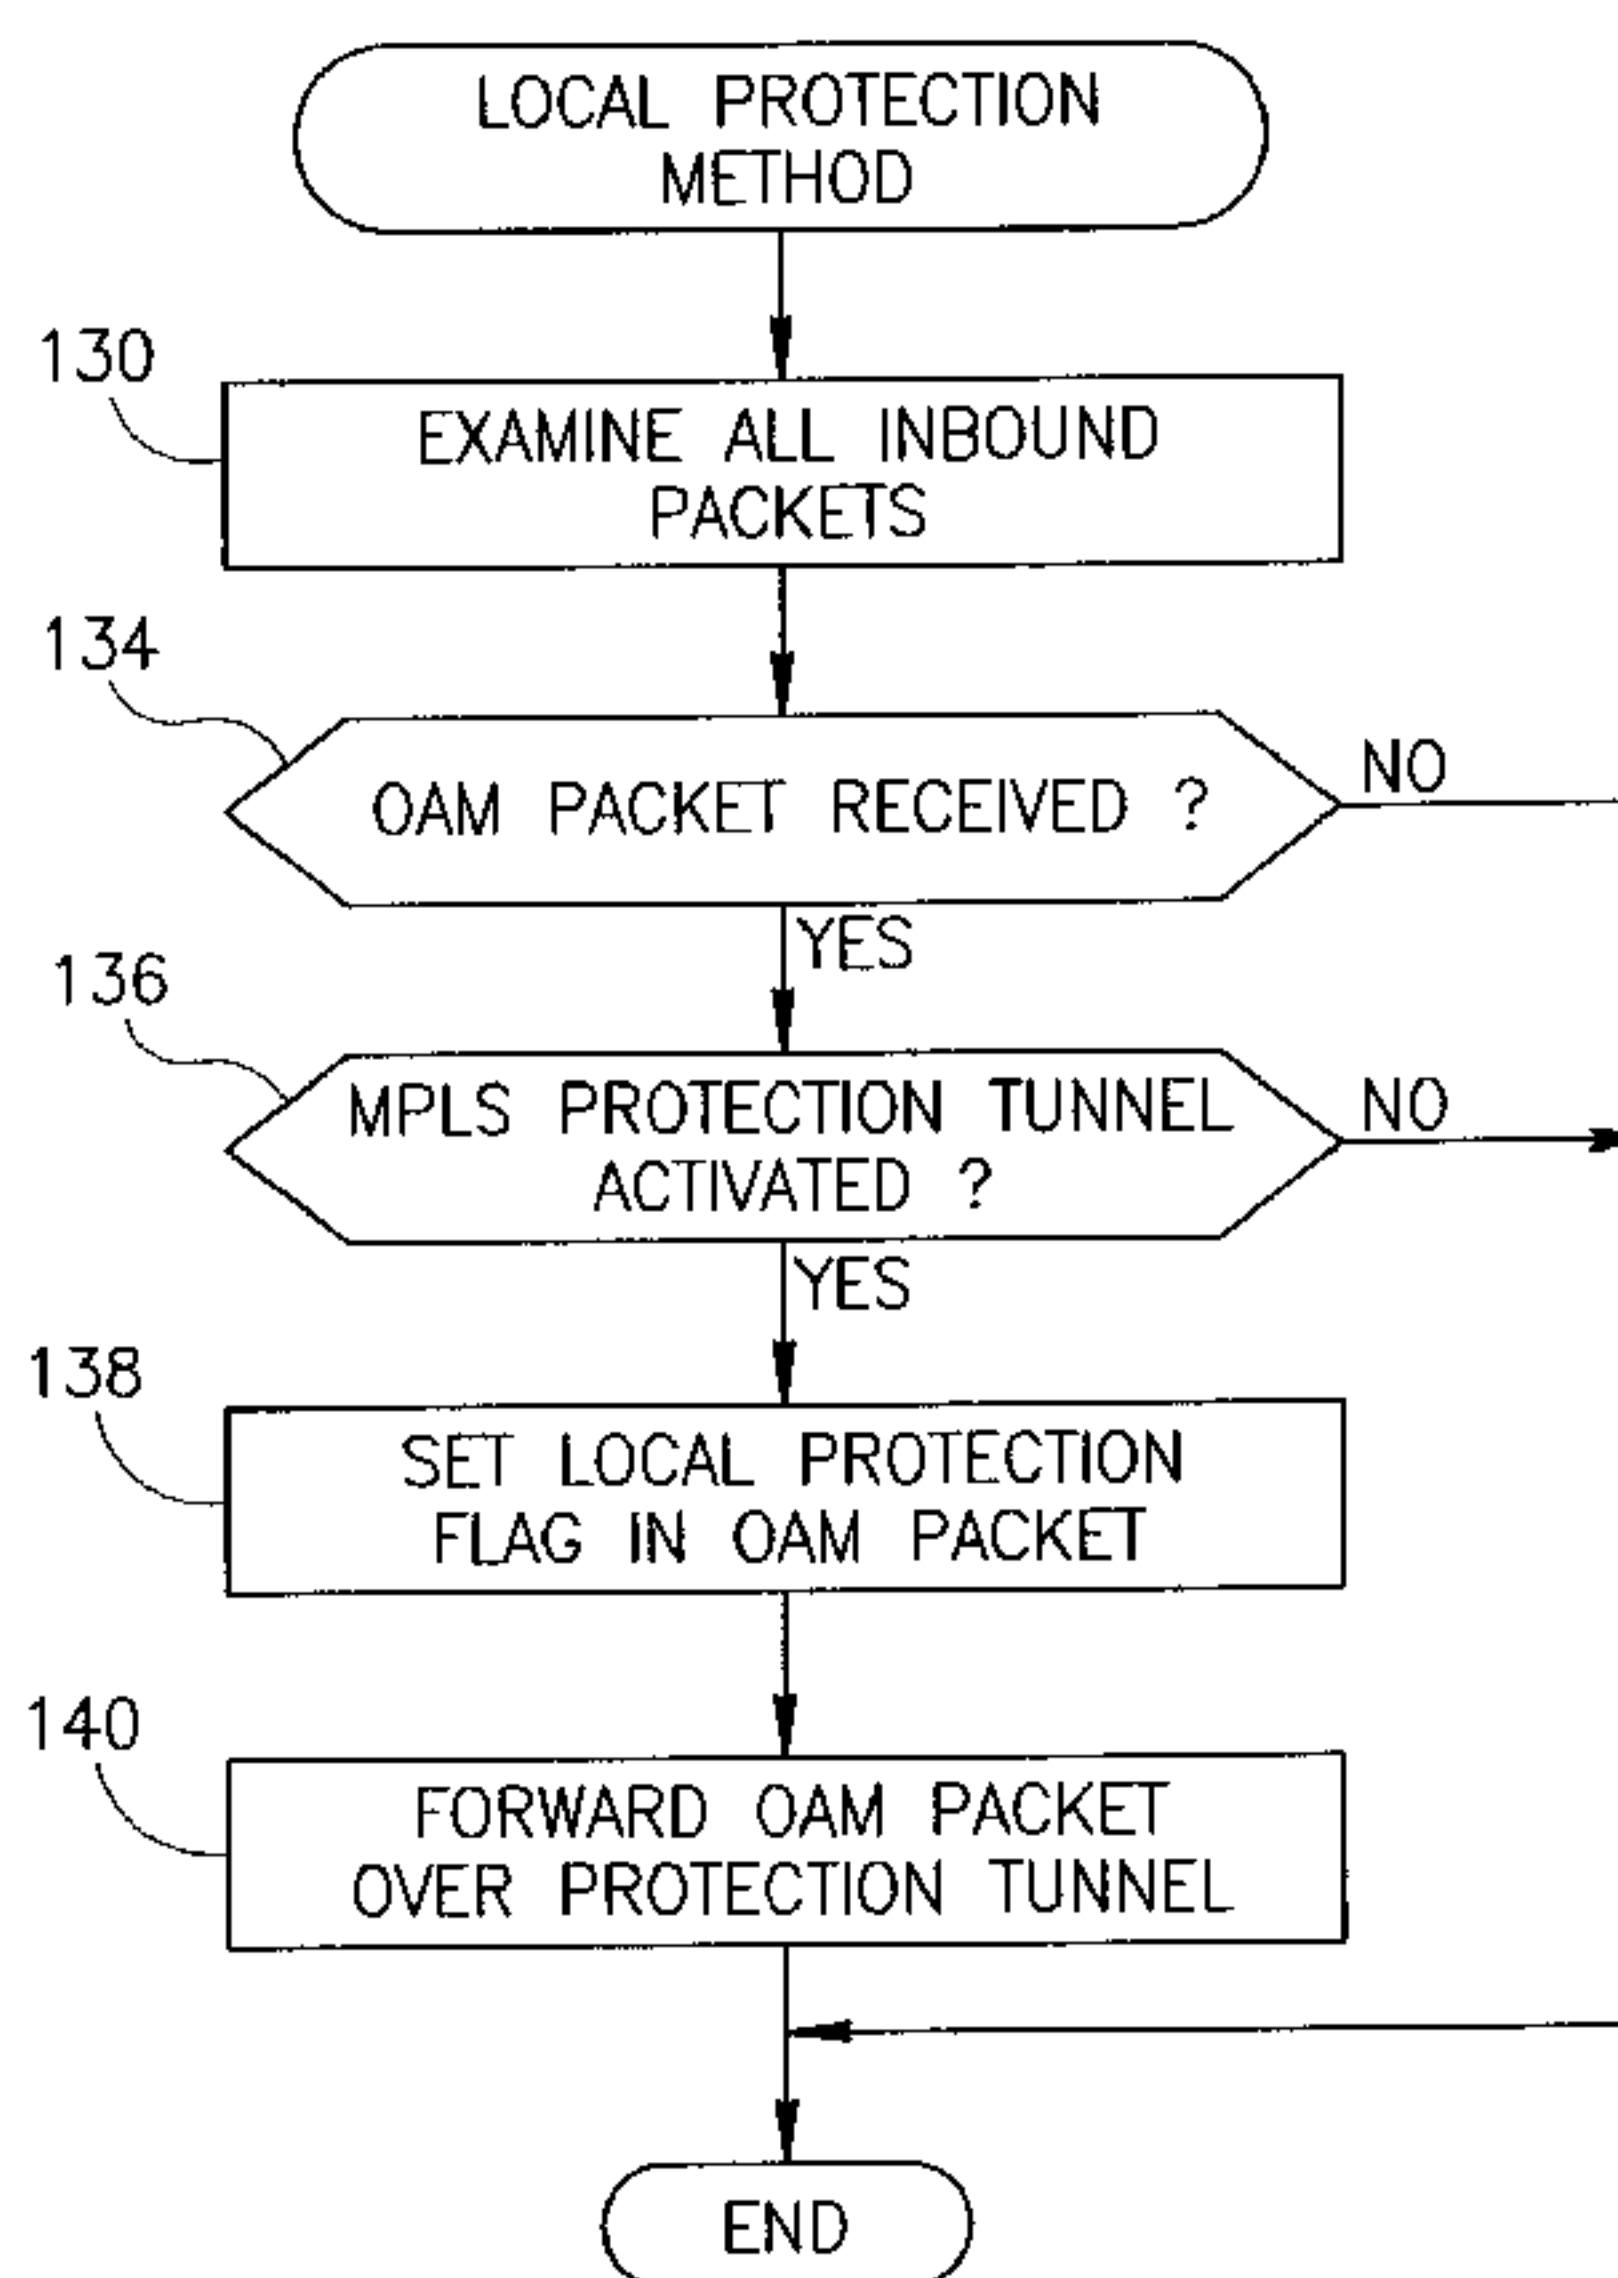 LOCAL PROTECTION
METHOD
130
EXAMINE ALL INBOUND
PACKETS
134
OAM PACKET RECEIVED ?
NO
YES
136
MPLS PROTECTION TUNNEL
ACTIVATED ?
NO
YES
138
SET LOCAL PROTECTION
FLAG IN OAM PACKET
140
FORWARD OAM PACKET
OVER PROTECTION TUNNEL
END